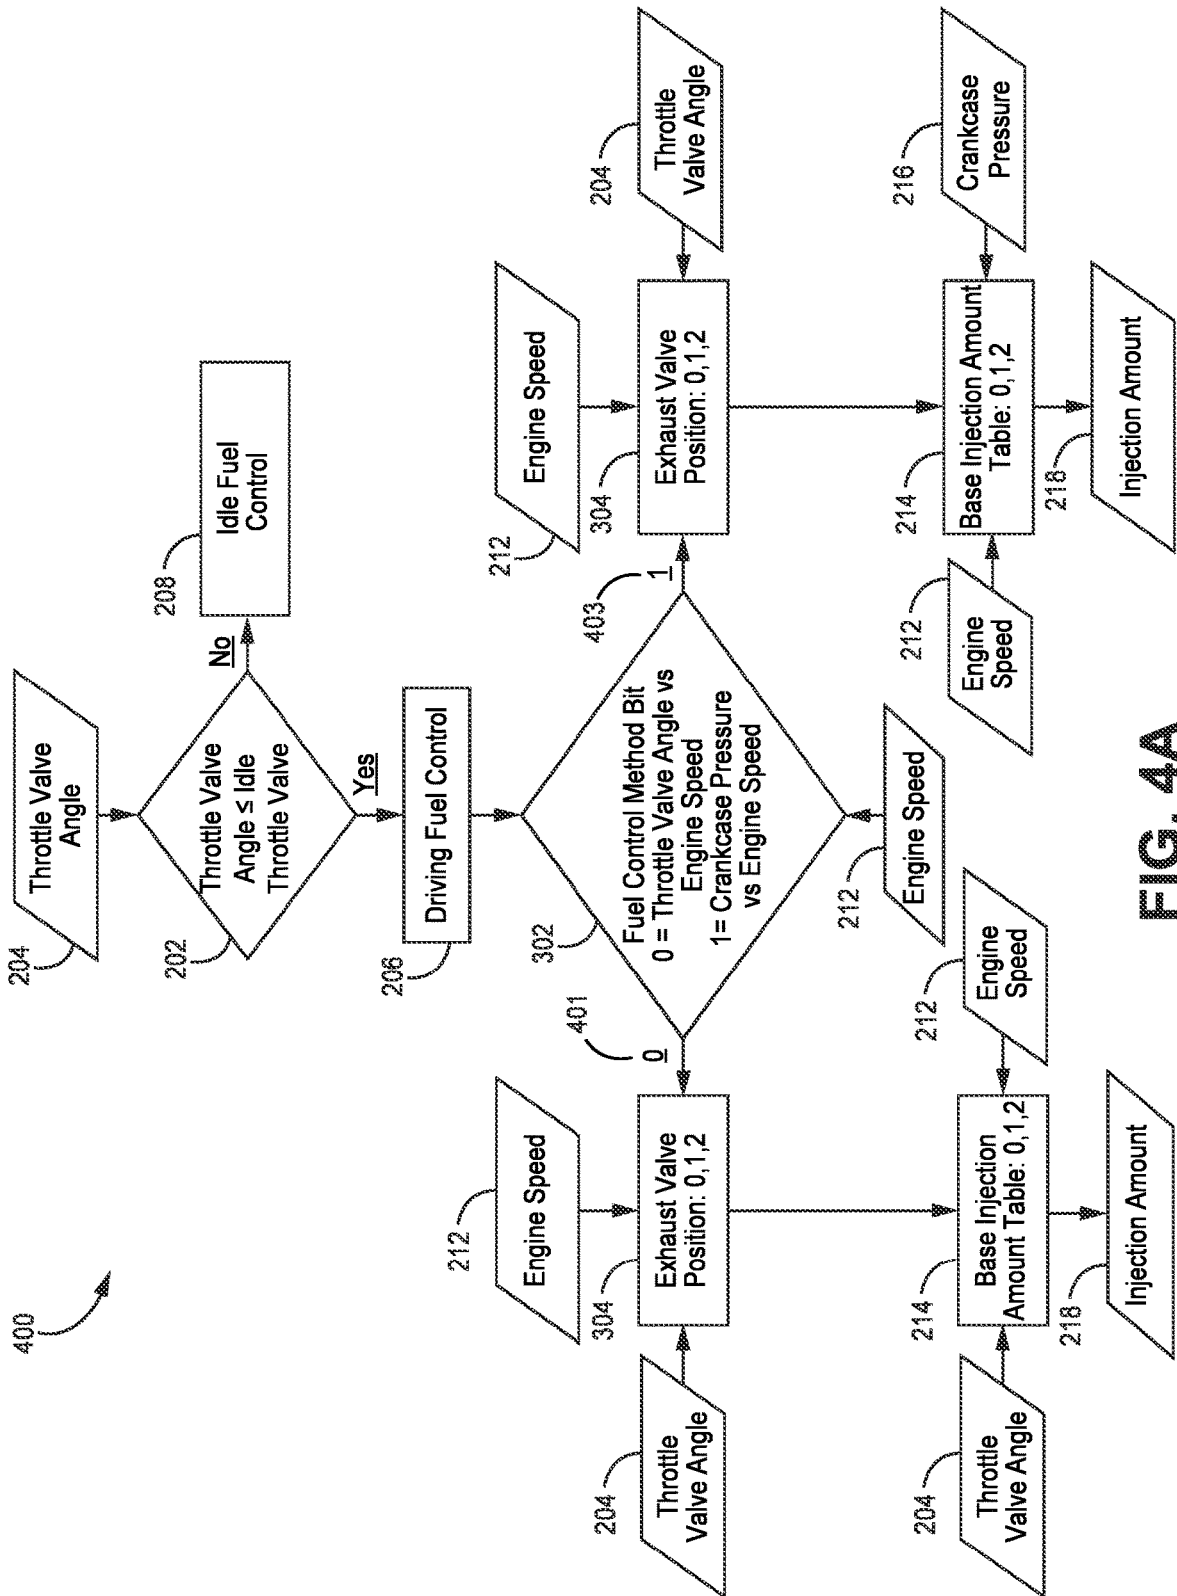 400
204
Throttle Valve
Angle
202
Throttle Valve
Angle ≤ Idle
Throttle Valve
No
208
Idle Fuel
Control
Yes
206
Driving Fuel Control
302
Fuel Control Method Bit
0 = Throttle Valve Angle vs
Engine Speed
1= Crankcase Pressure
vs Engine Speed
401
0
403
1
212
Engine Speed
212
Engine Speed
204
Throttle
Valve Angle
304
Exhaust Valve
Position: 0,1,2
304
Exhaust Valve
Position: 0,1,2
204
Throttle
Valve Angle
212
Engine Speed
204
Throttle
Valve Angle
214
Base Injection
Amount Table: 0,1,2
212
Engine
Speed
212
Engine
Speed
214
Base Injection Amount
Table: 0,1,2
216
Crankcase
Pressure
218
Injection Amount
218
Injection Amount
FIG. 4A